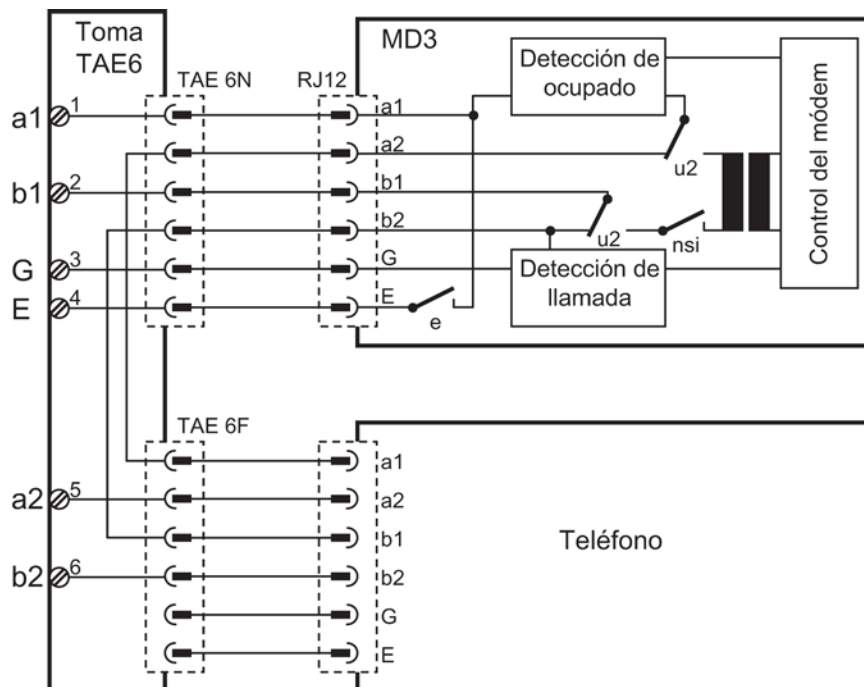 Toma
TAE6
TAE 6N
RJ12
MD3
Detección de
ocupado
Control del módem
a1
1
a1
a2
u2
b1
2
b1
b2
u2
nsi
G
3
G
Detección de
llamada
E
4
E
e
TAE 6F
a1
a2
5
a2
b1
Teléfono
b2
6
b2
G
E